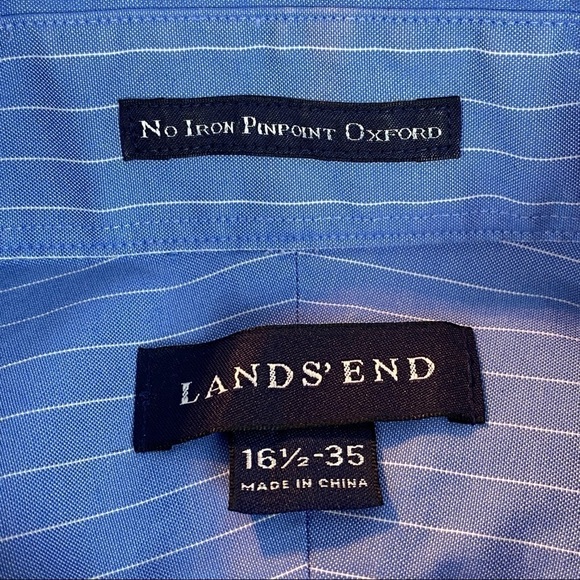 No Iron Pinpoint Oxford
LANDS' END
16½-35
MADE IN CHINA